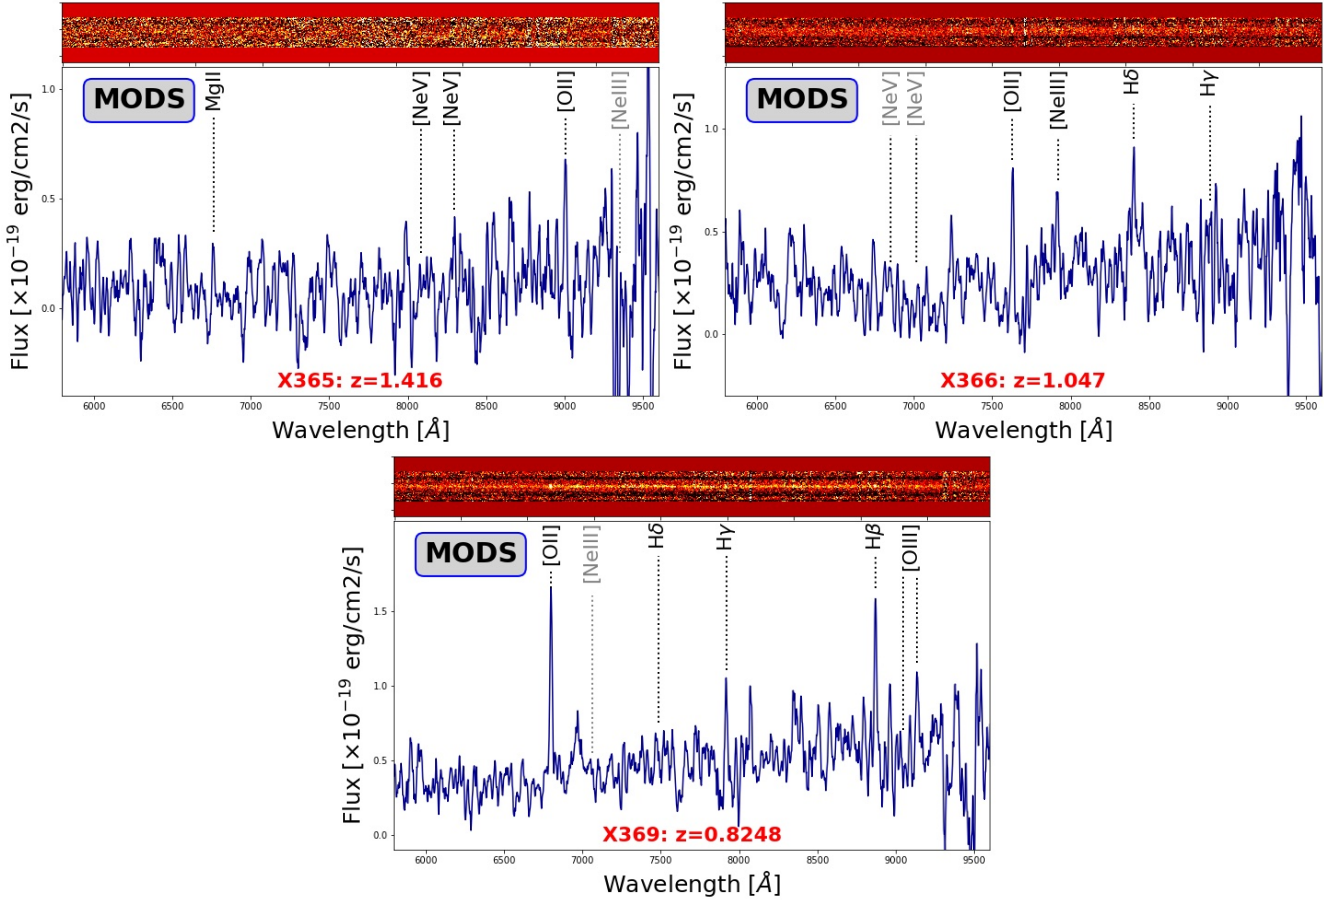 MODS
MgII
[NeV]
[NeV]
[OII]
[NeIII]
1.0
0.5
0.0
Flux [×10−19 erg/cm2/s]
X365: z=1.416
6000 6500 7000 7500 8000 8500 9000 9500
Wavelength [Å]
MODS
[NeV]
[NeV]
[OII]
[NeIII]
Hδ
Hγ
1.0
0.5
0.0
Flux [×10−19 erg/cm2/s]
X366: z=1.047
6000 6500 7000 7500 8000 8500 9000 9500
Wavelength [Å]
MODS
[OII]
[NeIII]
Hδ
Hγ
Hβ
[OIII]
1.5
1.0
0.5
0.0
Flux [×10−19 erg/cm2/s]
X369: z=0.8248
6000 6500 7000 7500 8000 8500 9000 9500
Wavelength [Å]